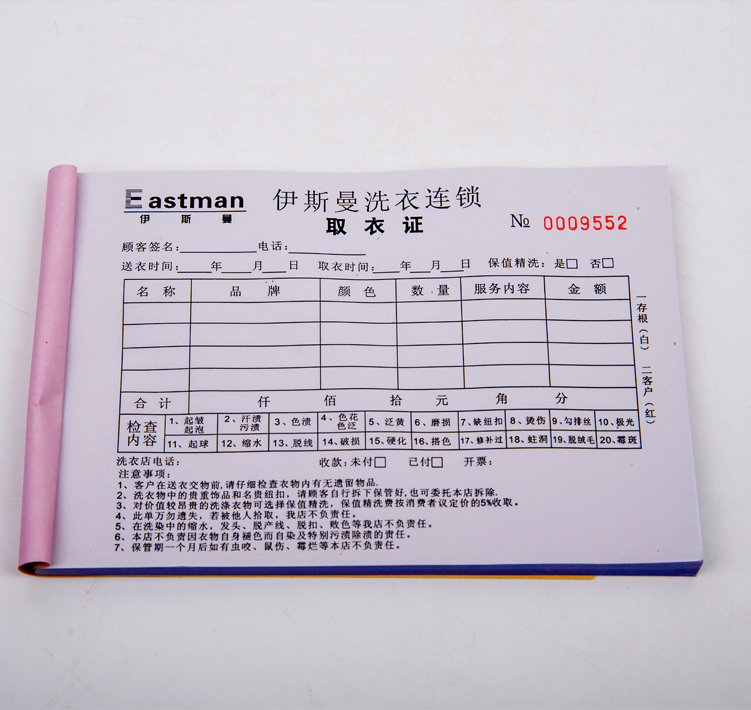 Eastman
伊斯曼
伊斯曼洗衣连锁
取衣证
№ 0009552
顾客签名：
电话：
送衣时间： 年 月 日 取衣时间： 年 月 日 保值精洗： 是□ 否□
名称 品牌 颜色 数量 服务内容 金额
合计 仟 佰 拾 元 角 分
检查内容
1、起皱起泡 2、汗渍污渍 3、色渍 4、色花色泛 5、泛黄 6、磨损 7、缺纽扣 8、烫伤 9、勾排丝 10、极光
11、起球 12、缩水 13、脱线 14、破损 15、硬化 16、搭色 17、修补过 18、蛀洞 19、脱绒毛 20、霉斑
洗衣店电话： 收款：未付□ 已付□ 开票：
注意事项：
1、客户在送衣交物前,请仔细检查衣物内有无遗留物品.
2、洗衣物中的贵重饰品和名贵纽扣，请顾客自行拆下保管好,也可委托本店拆除.
3、对价值较昂贵的洗涤衣物可选择保值精洗，保值精洗费按消费者议定价的5%收取。
4、此单万勿遗失，若被他人拾取，我店不负责任。
5、在洗染中的缩水，发头、脱产线、脱扣、败色等我店不负责任。
6、本店不负责因衣物自身褪色而自染及特别污渍除渍的责任。
7、保管期一个月后如有虫咬、鼠伤、霉烂等本店不负责任。
一存根（白）
二客户（红）